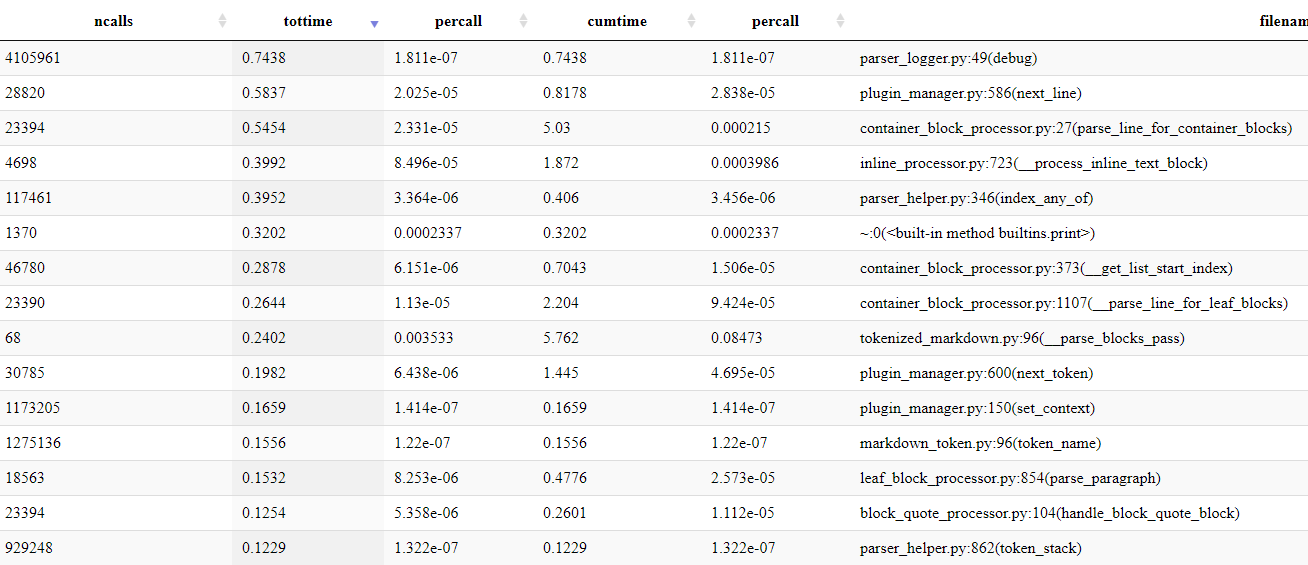 ncalls tottime percall cumtime percall filenam
4105961 0.7438 1.811e-07 0.7438 1.811e-07 parser_logger.py:49(debug)
28820 0.5837 2.025e-05 0.8178 2.838e-05 plugin_manager.py:586(next_line)
23394 0.5454 2.331e-05 5.03 0.000215 container_block_processor.py:27(parse_line_for_container_blocks)
4698 0.3992 8.496e-05 1.872 0.0003986 inline_processor.py:723(__process_inline_text_block)
117461 0.3952 3.364e-06 0.406 3.456e-06 parser_helper.py:346(index_any_of)
1370 0.3202 0.0002337 0.3202 0.0002337 ~:0(<built-in method builtins.print>)
46780 0.2878 6.151e-06 0.7043 1.506e-05 container_block_processor.py:373(__get_list_start_index)
23390 0.2644 1.13e-05 2.204 9.424e-05 container_block_processor.py:1107(__parse_line_for_leaf_blocks)
68 0.2402 0.003533 5.762 0.08473 tokenized_markdown.py:96(__parse_blocks_pass)
30785 0.1982 6.438e-06 1.445 4.695e-05 plugin_manager.py:600(next_token)
1173205 0.1659 1.414e-07 0.1659 1.414e-07 plugin_manager.py:150(set_context)
1275136 0.1556 1.22e-07 0.1556 1.22e-07 markdown_token.py:96(token_name)
18563 0.1532 8.253e-06 0.4776 2.573e-05 leaf_block_processor.py:854(parse_paragraph)
23394 0.1254 5.358e-06 0.2601 1.112e-05 block_quote_processor.py:104(handle_block_quote_block)
929248 0.1229 1.322e-07 0.1229 1.322e-07 parser_helper.py:862(token_stack)